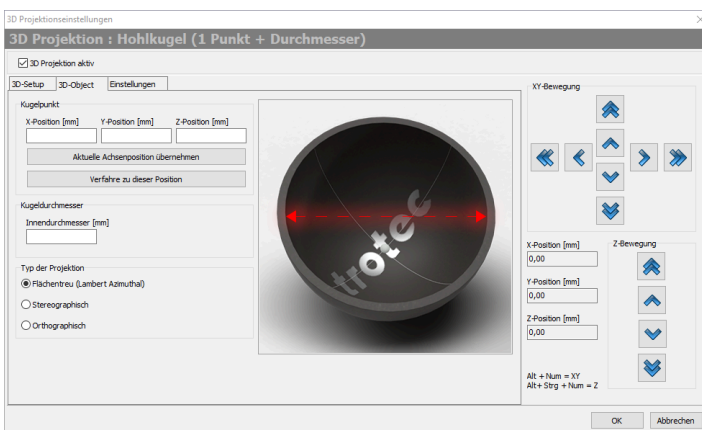 3D Projektionseinstellungen
3D Projektion : Hohlkugel (1 Punkt + Durchmesser)
3D Projektion aktiv
3D-Setup 3D-Object Einstellungen
Kugelpunkt
X-Position [mm] Y-Position [mm] Z-Position [mm]
Aktuelle Achsenposition übernehmen
Verfahre zu dieser Position
Kugeldurchmesser
Innendurchmesser [mm]
Typ der Projektion
Flächentreu (Lambert Azimuthal)
Stereographisch
Orthographisch
trotec
XY-Bewegung
X-Position [mm]
0,00
Y-Position [mm]
0,00
Z-Position [mm]
0,00
Z-Bewegung
Alt + Num = XY
Alt+ Strg + Num = Z
OK Abbrechen